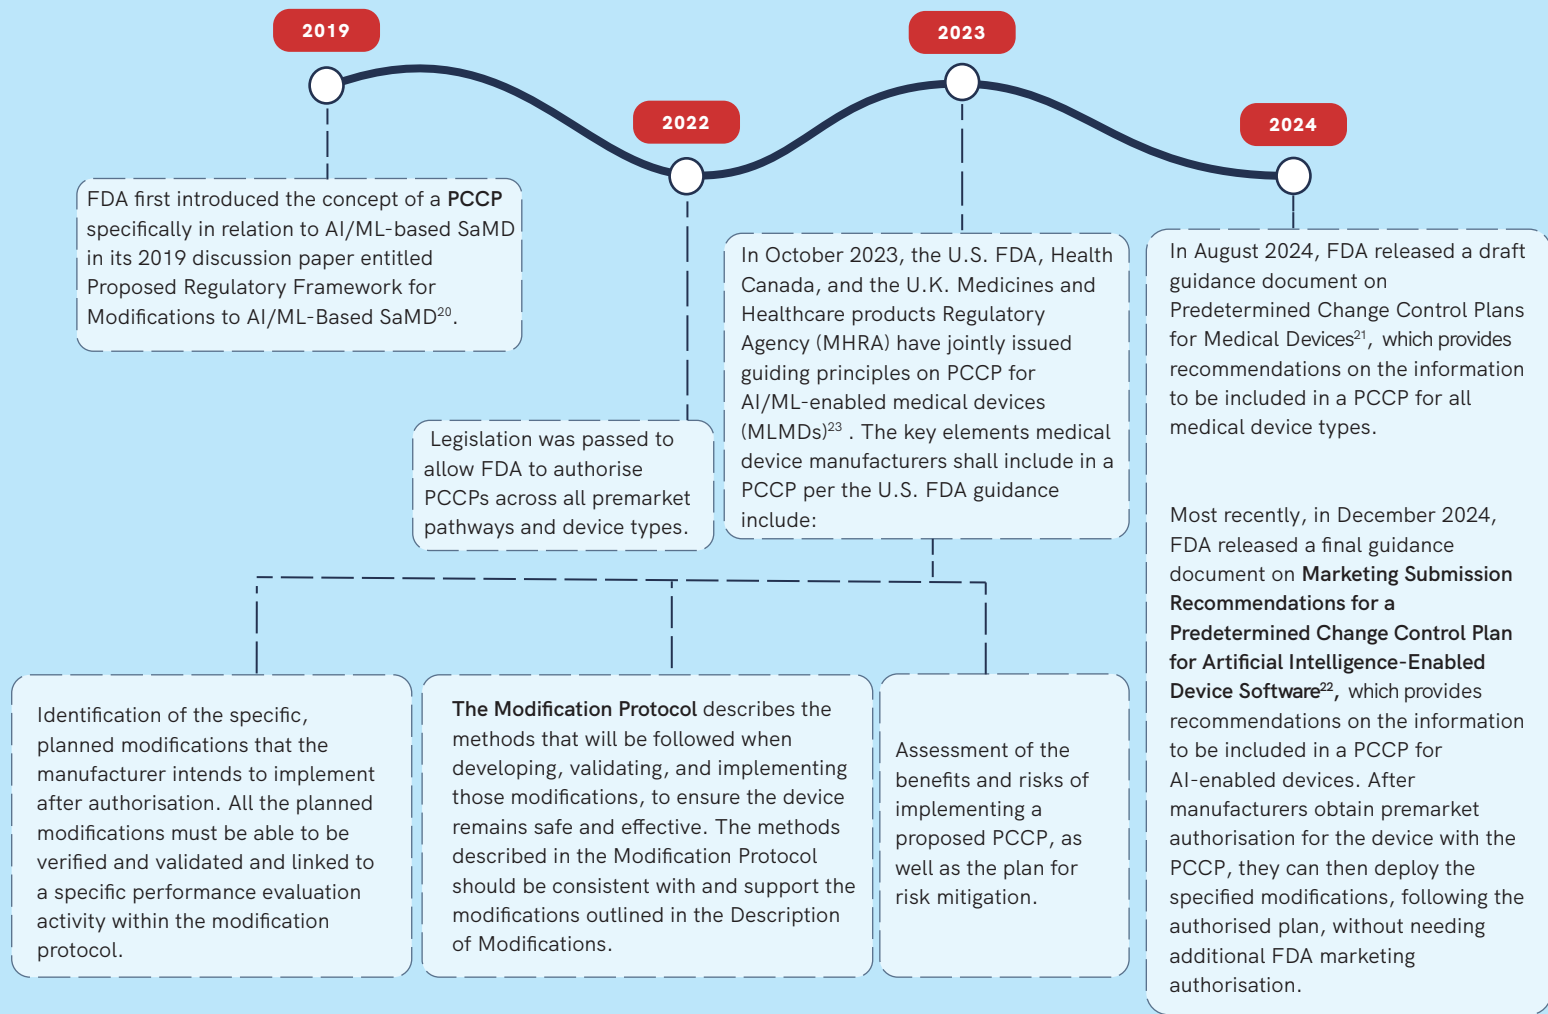 2019
FDA first introduced the concept of a PCCP
specifically in relation to AI/ML-based SaMD
in its 2019 discussion paper entitled
Proposed Regulatory Framework for
Modifications to AI/ML-Based SaMD²⁰.
2022
Legislation was passed to
allow FDA to authorise
PCCPs across all premarket
pathways and device types.
2023
In October 2023, the U.S. FDA, Health
Canada, and the U.K. Medicines and
Healthcare products Regulatory
Agency (MHRA) have jointly issued
guiding principles on PCCP for
AI/ML-enabled medical devices
(MLMDs)²³ . The key elements medical
device manufacturers shall include in a
PCCP per the U.S. FDA guidance
include:
Identification of the specific,
planned modifications that the
manufacturer intends to implement
after authorisation. All the planned
modifications must be able to be
verified and validated and linked to
a specific performance evaluation
activity within the modification
protocol.
The Modification Protocol describes the
methods that will be followed when
developing, validating, and implementing
those modifications, to ensure the device
remains safe and effective. The methods
described in the Modification Protocol
should be consistent with and support the
modifications outlined in the Description
of Modifications.
Assessment of the
benefits and risks of
implementing a
proposed PCCP, as
well as the plan for
risk mitigation.
2024
In August 2024, FDA released a draft
guidance document on
Predetermined Change Control Plans
for Medical Devices²¹, which provides
recommendations on the information
to be included in a PCCP for all
medical device types.
Most recently, in December 2024,
FDA released a final guidance
document on Marketing Submission
Recommendations for a
Predetermined Change Control Plan
for Artificial Intelligence-Enabled
Device Software²², which provides
recommendations on the information
to be included in a PCCP for
AI-enabled devices. After
manufacturers obtain premarket
authorisation for the device with the
PCCP, they can then deploy the
specified modifications, following the
authorised plan, without needing
additional FDA marketing
authorisation.